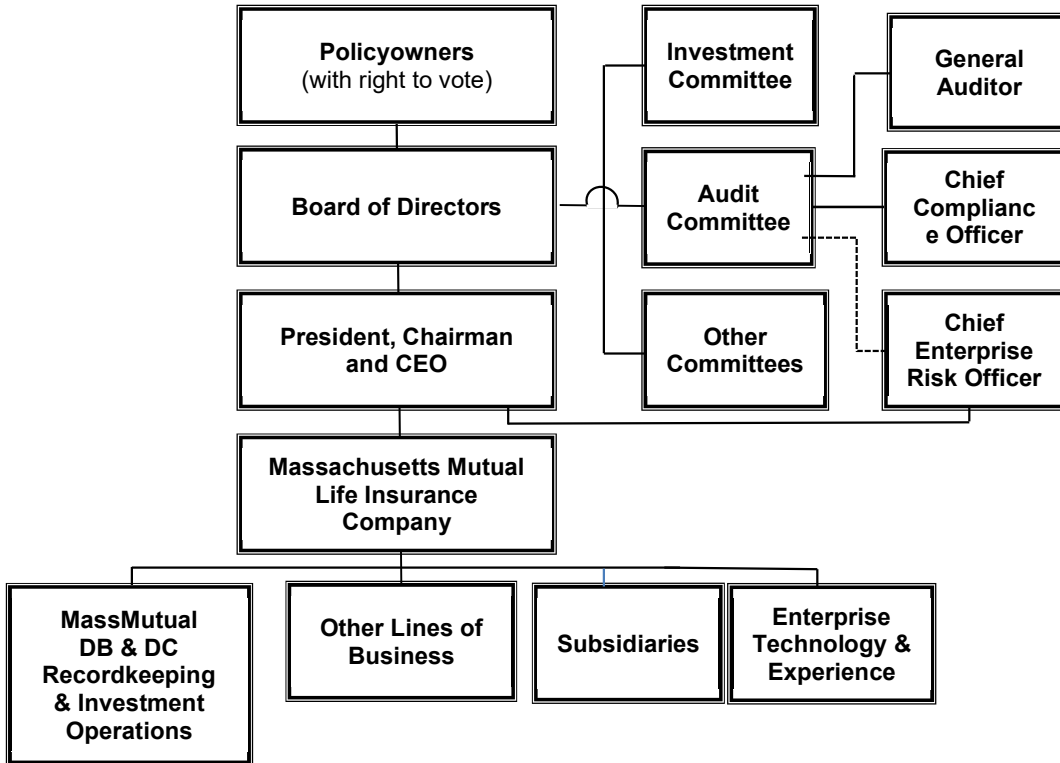 Policyowners
(with right to vote)
Investment
Committee
General
Auditor
Board of Directors
Audit
Committee
Chief
Complianc
e Officer
President, Chairman
and CEO
Other
Committees
Chief
Enterprise
Risk Officer
Massachusetts Mutual
Life Insurance
Company
MassMutual
DB & DC
Recordkeeping
& Investment
Operations
Other Lines of
Business
Subsidiaries
Enterprise
Technology &
Experience